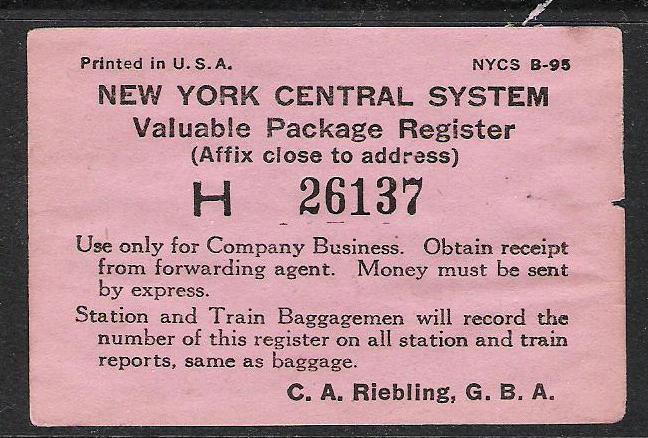 Printed in U. S. A. NYCS B-95
NEW YORK CENTRAL SYSTEM
Valuable Package Register
(Affix close to address)
H 26137
Use only for Company Business. Obtain receipt
from forwarding agent. Money must be sent
by express.
Station and Train Baggagemen will record the
number of this register on all station and train
reports, same as baggage.
C. A. Riebling, G. B. A.